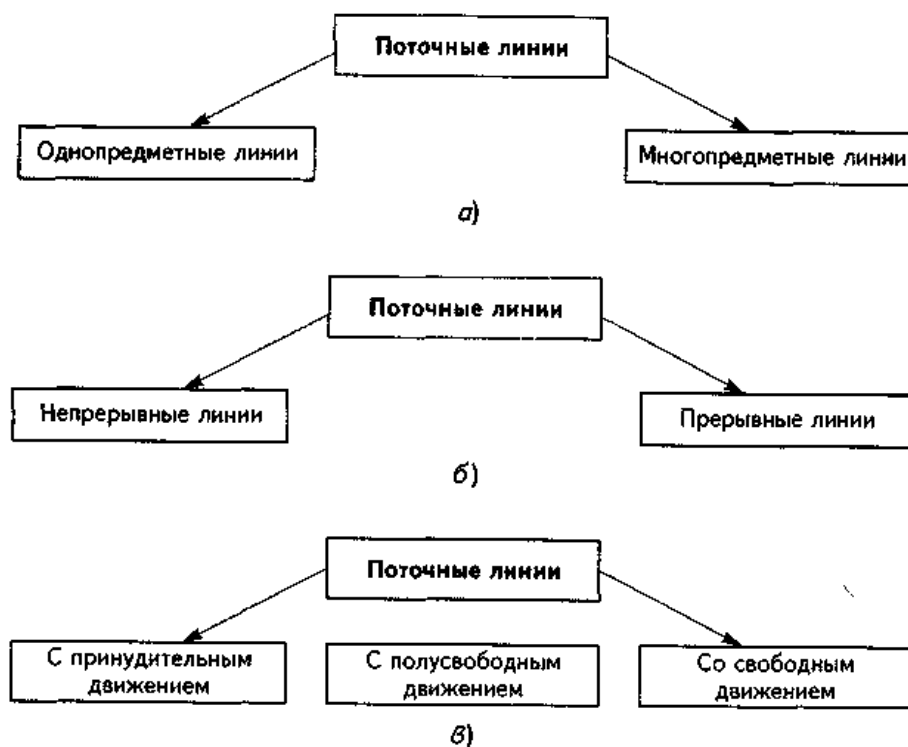 Поточные линии
Однопредметные линии
Многопредметные линии
а)
Поточные линии
Непрерывные линии
Прерывные линии
б)
Поточные линии
С принудительным
движением
С полусвободным
движением
Со свободным
движением
в)